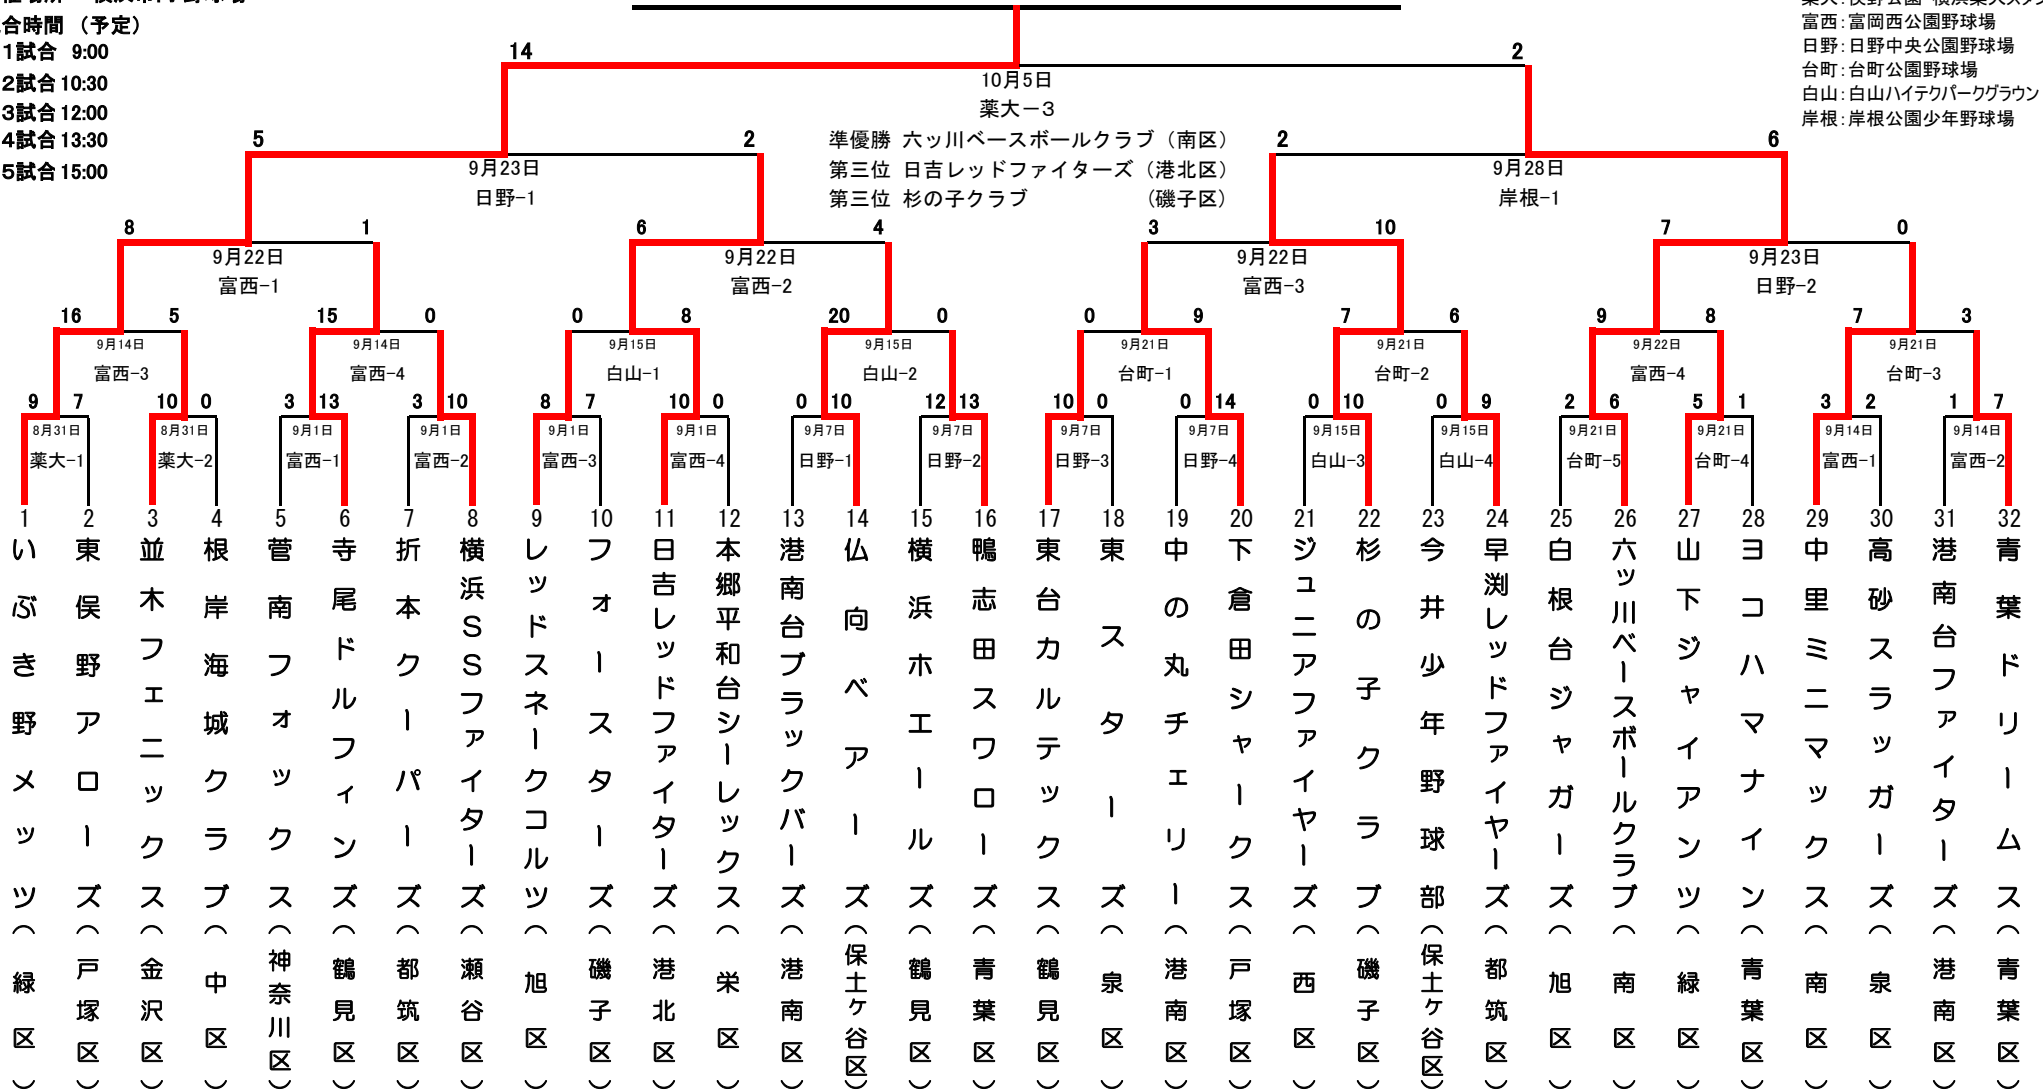 合時間 （予定）
1試合 9:00
2試合 10:30
3試合 12:00
4試合 13:30
5試合 15:00
富西：富岡西公園野球場
日野：日野中央公園野球場
台町：台町公園野球場
白山：白山ハイテクパークグラウン
岸根：岸根公園少年野球場
14 2
10月5日
薬大－3
準優勝 六ッ川ベースボールクラブ（南区）
第三位 日吉レッドファイターズ（港北区）
第三位 杉の子クラブ （磯子区）
5 2 2 6
9月23日 9月28日
日野-1 岸根-1
8 1 6 4 3 10 7 0
9月22日 9月22日 9月22日 9月23日
富西-1 富西-2 富西-3 日野-2
16 5 15 0 0 8 20 0 0 9 7 6 9 8 7 3
9月14日 9月14日 9月15日 9月15日 9月21日 9月21日 9月22日 9月21日
富西-3 富西-4 白山-1 白山-2 台町-1 台町-2 富西-4 台町-3
9 7 10 0 3 13 3 10 8 7 10 0 0 10 12 13 10 0 0 14 0 10 0 9 2 6 5 1 3 2 1 7
8月31日 8月31日 9月1日 9月1日 9月1日 9月1日 9月7日 9月7日 9月7日 9月7日 9月15日 9月15日 9月21日 9月21日 9月14日 9月14日
薬大-1 薬大-2 富西-1 富西-2 富西-3 富西-4 日野-1 日野-2 日野-3 日野-4 白山-3 白山-4 台町-5 台町-4 富西-1 富西-2
1 いぶき野メッツ（緑区）
2 東俣野アローズ（戸塚区）
3 並木フェニックス（金沢区）
4 根岸海城クラブ（中区）
5 菅南フォックス（神奈川区）
6 寺尾ドルフィンズ（鶴見区）
7 折本クーパーズ（都筑区）
8 横浜SSファイターズ（瀬谷区）
9 レッドスネークコルツ（旭区）
10 フォースターズ（磯子区）
11 日吉レッドファイターズ（港北区）
12 本郷平和台シーレックス（栄区）
13 港南台ブラックバーズ（港南区）
14 仏向ベアーズ（保土ヶ谷区）
15 横浜ホエールズ（鶴見区）
16 鴨志田スワローズ（青葉区）
17 東台カルテックス（鶴見区）
18 東スターズ（泉区）
19 中の丸チェリー（港南区）
20 下倉田シャークス（戸塚区）
21 ジュニアファイヤーズ（西区）
22 杉の子クラブ（磯子区）
23 今井少年野球部（保土ヶ谷区）
24 早渕レッドファイヤーズ（都筑区）
25 白根台ジャガーズ（旭区）
26 六ッ川ベースボールクラブ（南区）
27 山下ジャイアンツ（緑区）
28 ヨコハマナイン（青葉区）
29 中里ミニマックス（南区）
30 高砂スラッガーズ（泉区）
31 港南台ファイターズ（港南区）
32 青葉ドリームス（青葉区）